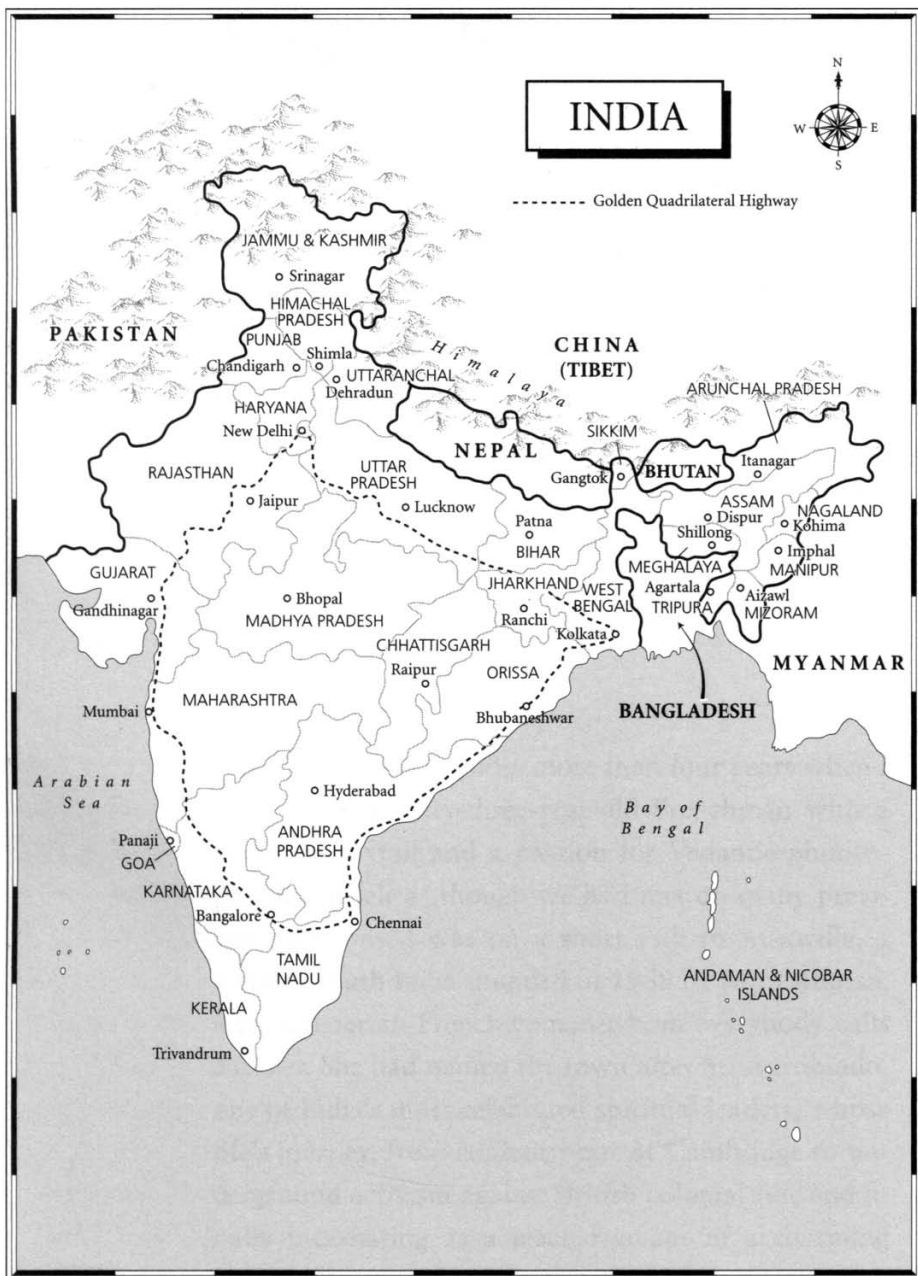 INDIA
N
W
E
S
Golden Quadrilateral Highway
JAMMU & KASHMIR
Srinagar
HIMACHAL
PRADESH
PAKISTAN
PUNJAB
Shimla
Chandigarh
UTTARANCHAL
Dehradun
Himalaya
CHINA
(TIBET)
ARUNCHAL PRADESH
HARYANA
New Delhi
SIKKIM
NEPAL
BHUTAN
Itanagar
RAJASTHAN
UTTAR
PRADESH
Gangtok
Jaipur
Lucknow
ASSAM
NAGALAND
Dispur
Kohima
Patna
Shillong
BIHAR
Imphal
MEGHALAYA
MANIPUR
GUJARAT
JHARKHAND
WEST
BENGAL
Agartala
Aizawl
Gandhinagar
Bhopal
Ranchi
TRIPURA
MIZORAM
MADHYA PRADESH
Kolkata
CHHATTISGARH
Raipur
ORISSA
MYANMAR
MAHARASHTRA
Mumbai
Bhubaneshwar
BANGLADESH
Arabian
Sea
Hyderabad
Bay of
Bengal
Panaji
GOA
ANDHRA
PRADESH
KARNATAKA
Bangalore
Chennai
TAMIL
NADU
ANDAMAN & NICOBAR
ISLANDS
KERALA
Trivandrum